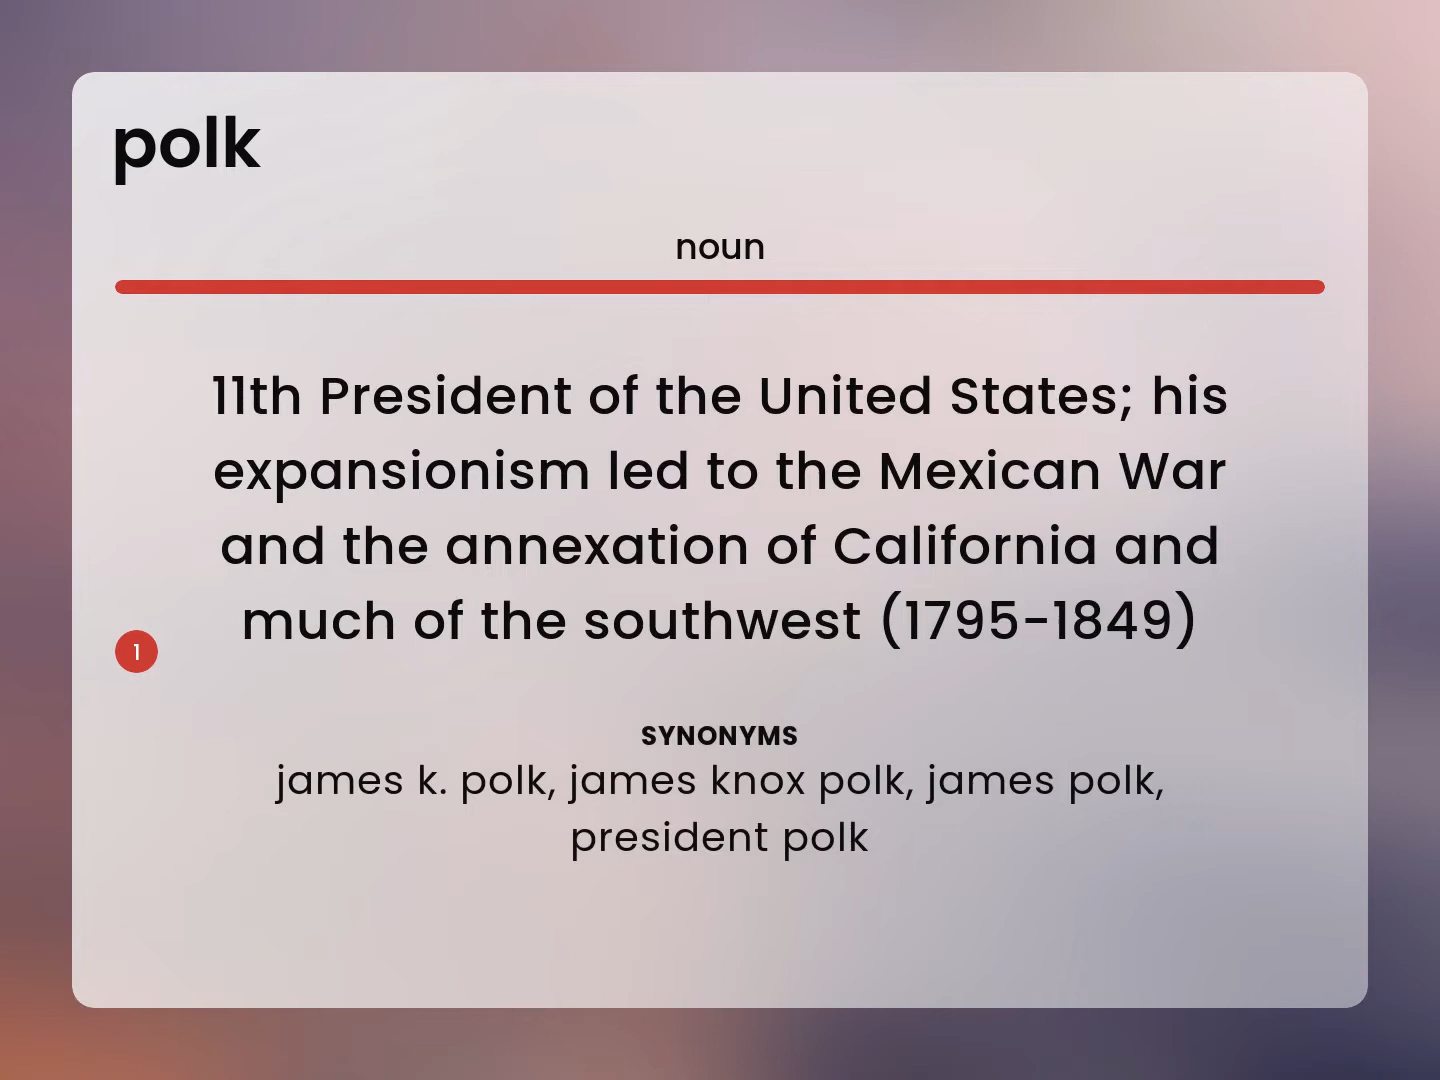 polk
noun
11th President of the United States; his
expansionism led to the Mexican War
and the annexation of California and
much of the southwest (1795-1849)
1
SYNONYMS
james k. polk, james knox polk, james polk,
president polk